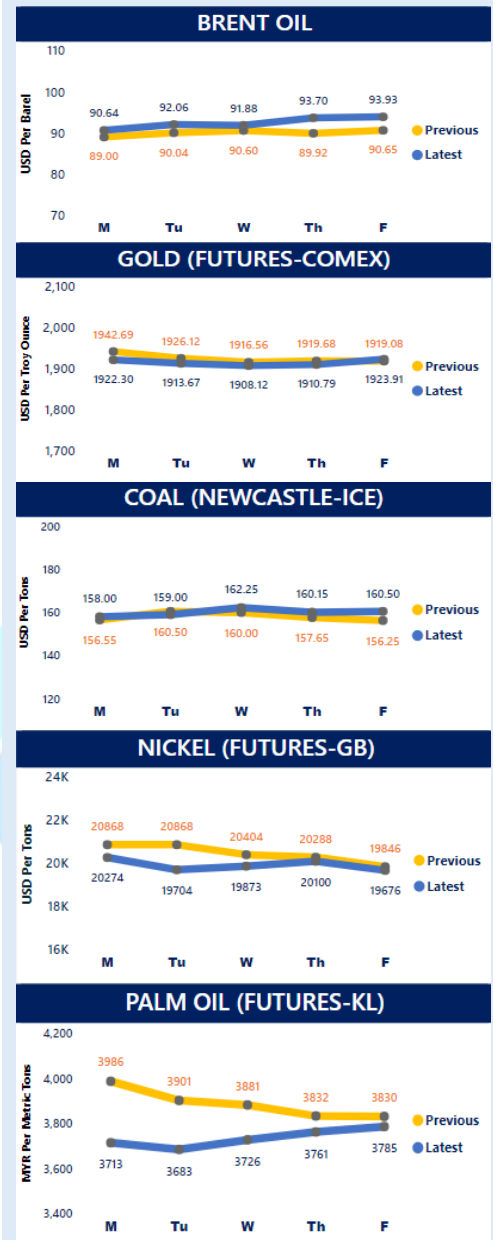 BRENT OIL
110
100
90
80
70
USD Per Barel
90.64 92.06 91.88 93.70 93.93
89.00 90.04 90.60 89.92 90.65
Previous
Latest
M Tu W Th F
GOLD (FUTURES-COMEX)
2,100
2,000
1,900
1,800
1,700
USD Per Troy Ounce
1942.69 1926.12 1916.56 1919.68 1919.08
1922.30 1913.67 1908.12 1910.79 1923.91
Previous
Latest
M Tu W Th F
COAL (NEWCASTLE-ICE)
200
180
160
140
120
USD Per Tons
158.00 159.00 162.25 160.15 160.50
156.55 160.50 160.00 157.65 156.25
Previous
Latest
M Tu W Th F
NICKEL (FUTURES-GB)
24K
22K
20K
18K
16K
USD Per Tons
20868 20868 20404 20288 19846
20274 19704 19873 20100 19676
Previous
Latest
M Tu W Th F
PALM OIL (FUTURES-KL)
4,200
4,000
3,800
3,600
3,400
MYR Per Metric Tons
3986 3901 3881 3832 3830
3713 3683 3726 3761 3785
Previous
Latest
M Tu W Th F